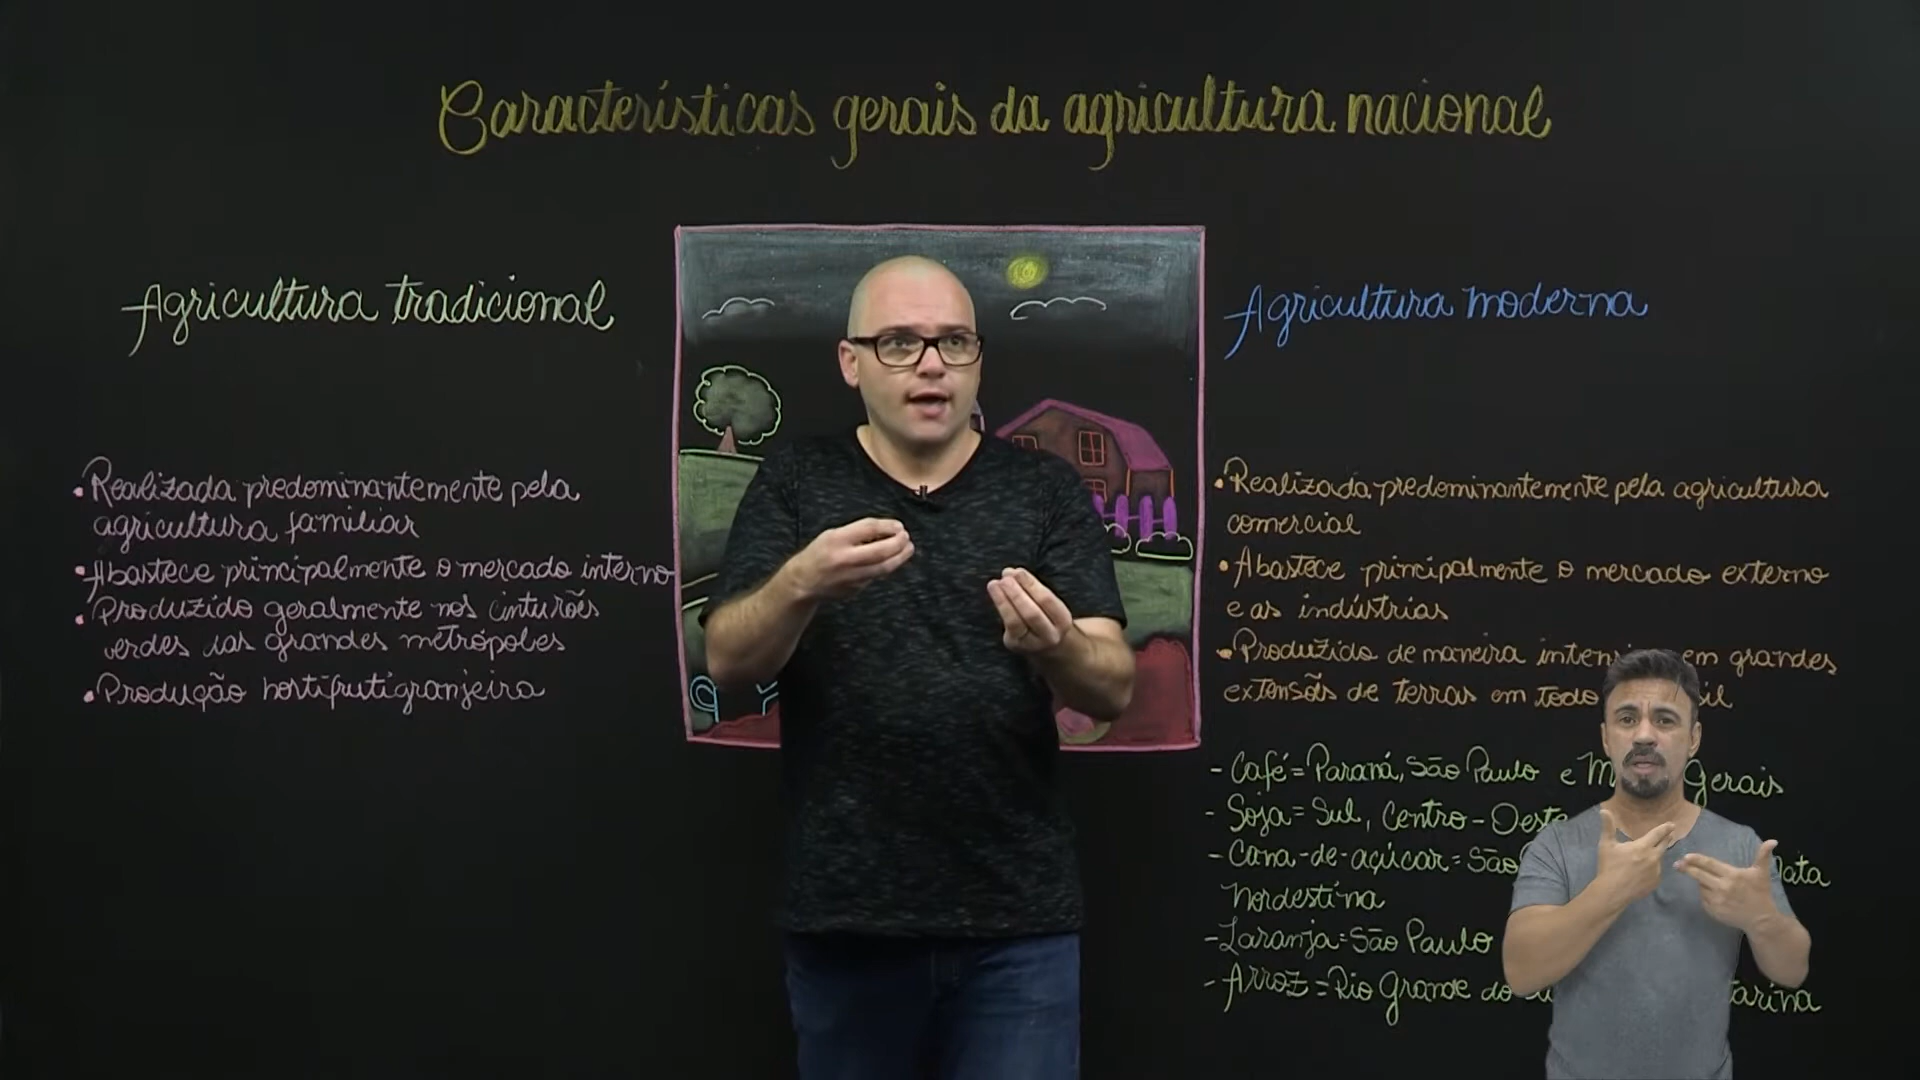 Características gerais da agricultura nacional
Agricultura tradicional
• Realizada predominantemente pela
agricultura familiar
• Abastece principalmente o mercado interno
• Produzido geralmente nos cinturões
verdes das grandes metrópoles
• Produção hortifrutigranjeira
Agricultura moderna
• Realizada predominantemente pela agricultura
comercial
• Abastece principalmente o mercado externo
e as indústrias
• Produzido de maneira em grandes
extensões de terras em todo
- Café = Paraná, São Paulo e Gerais
- Soja = Sul, Centro-Oeste
- Cana-de-açúcar = São
Nordestina
- Laranja = São Paulo
- Arroz = Rio Grande do